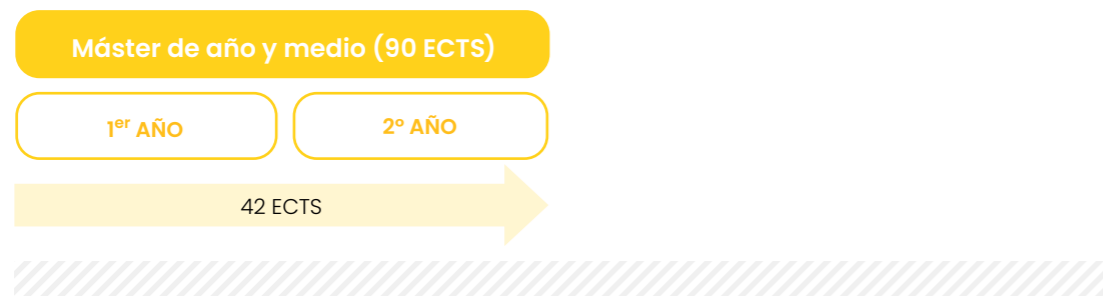 Máster de año y medio (90 ECTS)
1er AÑO
2º AÑO
42 ECTS